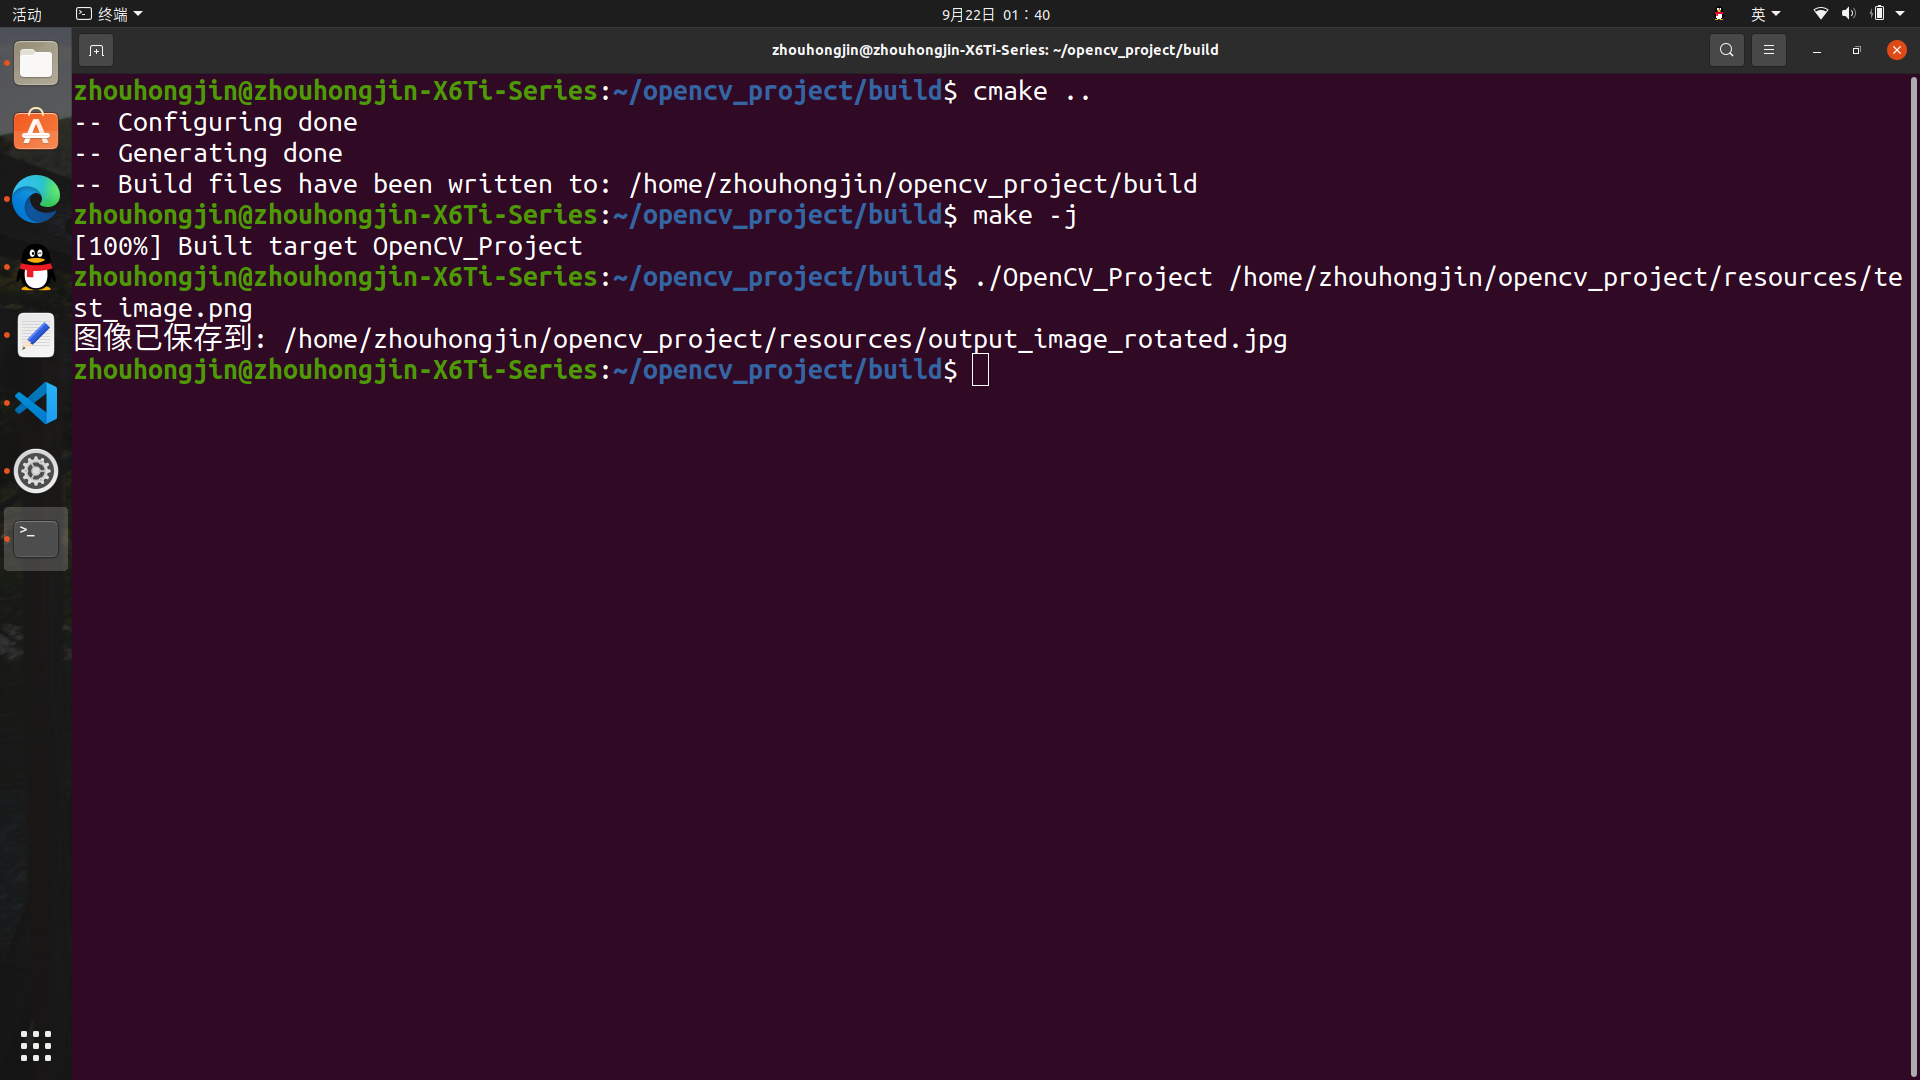 活动
终端
9月22日 01：40
英
zhouhongjin@zhouhongjin-X6Ti-Series: ~/opencv_project/build
zhouhongjin@zhouhongjin-X6Ti-Series:~/opencv_project/build$ cmake ..
-- Configuring done
-- Generating done
-- Build files have been written to: /home/zhouhongjin/opencv_project/build
zhouhongjin@zhouhongjin-X6Ti-Series:~/opencv_project/build$ make -j
[100%] Built target OpenCV_Project
zhouhongjin@zhouhongjin-X6Ti-Series:~/opencv_project/build$ ./OpenCV_Project /home/zhouhongjin/opencv_project/resources/te
st_image.png
图像已保存到: /home/zhouhongjin/opencv_project/resources/output_image_rotated.jpg
zhouhongjin@zhouhongjin-X6Ti-Series:~/opencv_project/build$